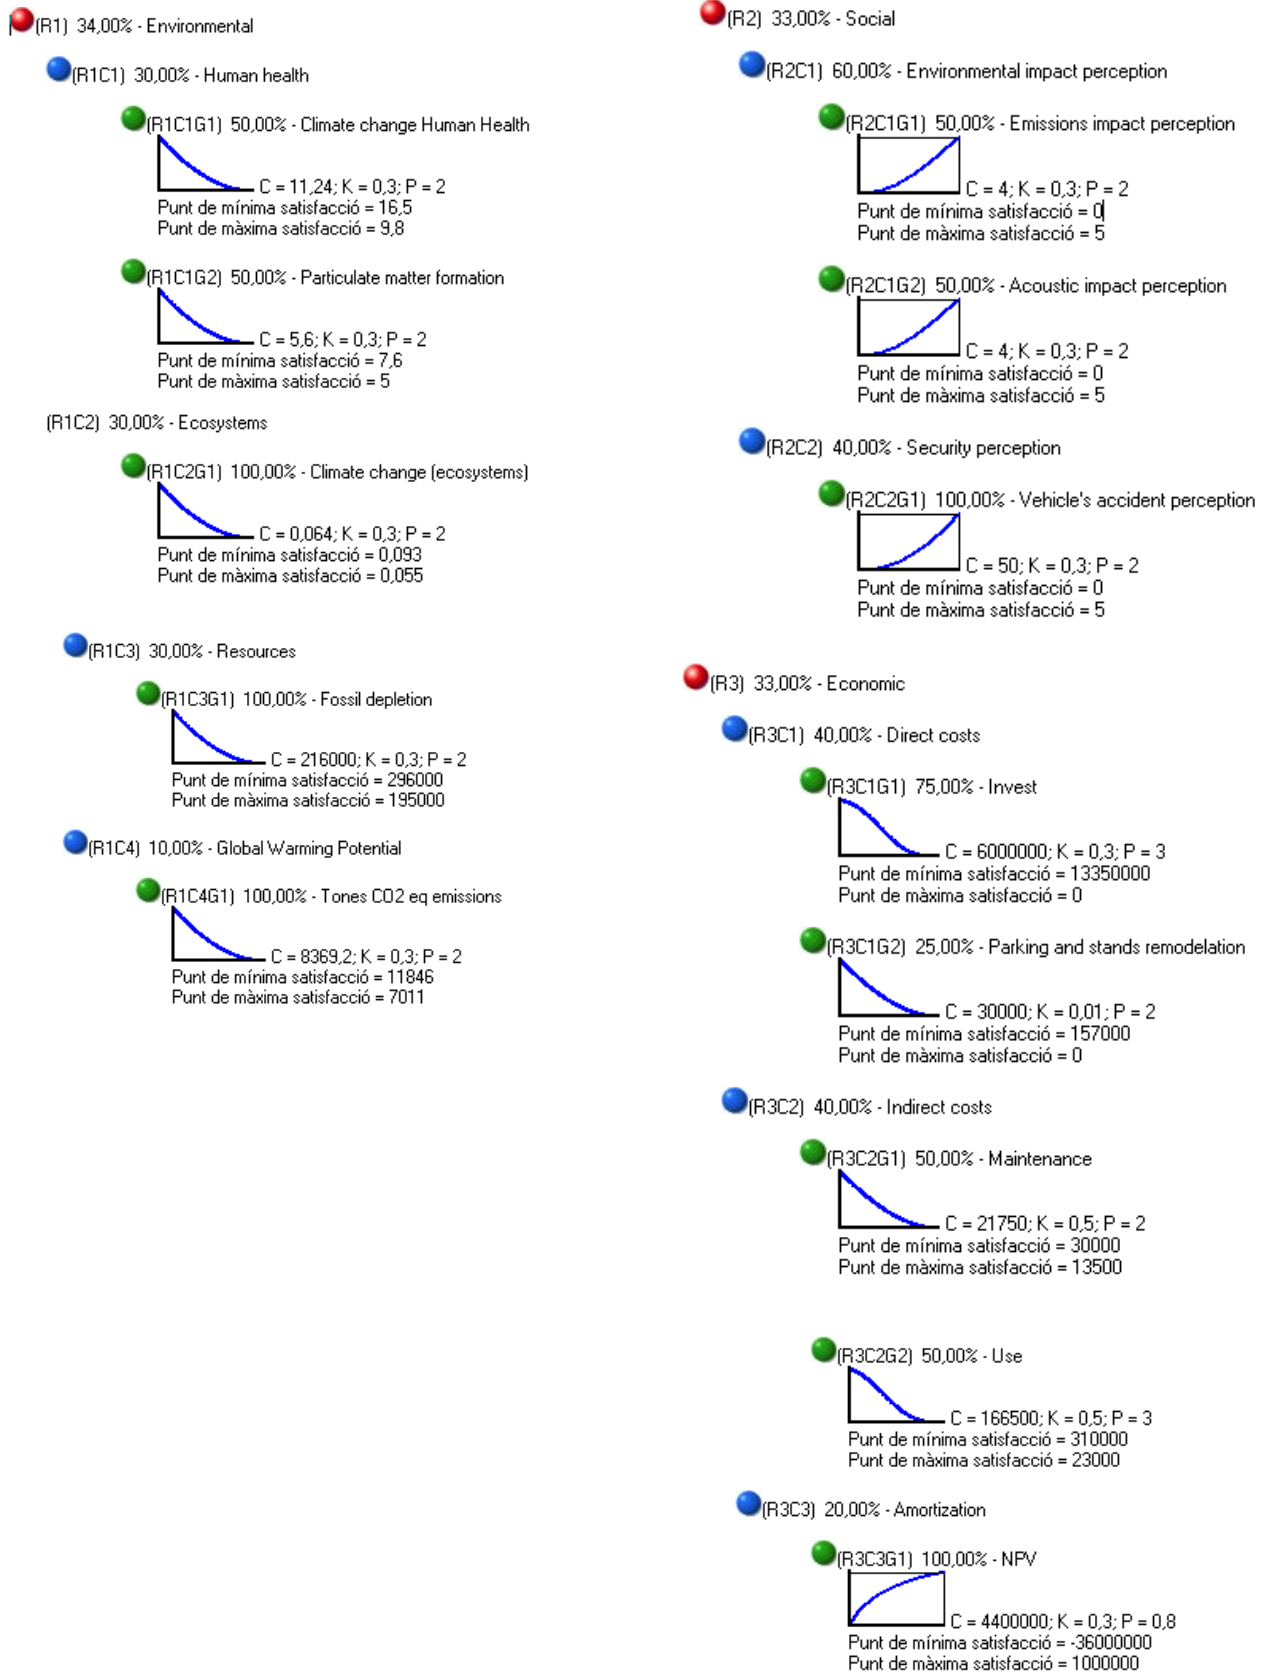 (R1) 34,00% - Environmental
(R1C1) 30,00% - Human health
(R1C1G1) 50,00% - Climate change Human Health
C = 11,24; K = 0,3; P = 2
Punt de mínima satisfacció = 16,5
Punt de màxima satisfacció = 9,8
(R1C1G2) 50,00% - Particulate matter formation
C = 5,6; K = 0,3; P = 2
Punt de mínima satisfacció = 7,6
Punt de màxima satisfacció = 5
(R1C2) 30,00% - Ecosystems
(R1C2G1) 100,00% - Climate change (ecosystems)
C = 0,064; K = 0,3; P = 2
Punt de mínima satisfacció = 0,093
Punt de màxima satisfacció = 0,055
(R1C3) 30,00% - Resources
(R1C3G1) 100,00% - Fossil depletion
C = 216000; K = 0,3; P = 2
Punt de mínima satisfacció = 296000
Punt de màxima satisfacció = 195000
(R1C4) 10,00% - Global Warming Potential
(R1C4G1) 100,00% - Tones CO2 eq emissions
C = 8369,2; K = 0,3; P = 2
Punt de mínima satisfacció = 11846
Punt de màxima satisfacció = 7011
(R2) 33,00% - Social
(R2C1) 60,00% - Environmental impact perception
(R2C1G1) 50,00% - Emissions impact perception
C = 4; K = 0,3; P = 2
Punt de mínima satisfacció = 0
Punt de màxima satisfacció = 5
(R2C1G2) 50,00% - Acoustic impact perception
C = 4; K = 0,3; P = 2
Punt de mínima satisfacció = 0
Punt de màxima satisfacció = 5
(R2C2) 40,00% - Security perception
(R2C2G1) 100,00% - Vehicle's accident perception
C = 50; K = 0,3; P = 2
Punt de mínima satisfacció = 0
Punt de màxima satisfacció = 5
(R3) 33,00% - Economic
(R3C1) 40,00% - Direct costs
(R3C1G1) 75,00% - Invest
C = 6000000; K = 0,3; P = 3
Punt de mínima satisfacció = 13350000
Punt de màxima satisfacció = 0
(R3C1G2) 25,00% - Parking and stands remodelation
C = 30000; K = 0,01; P = 2
Punt de mínima satisfacció = 157000
Punt de màxima satisfacció = 0
(R3C2) 40,00% - Indirect costs
(R3C2G1) 50,00% - Maintenance
C = 21750; K = 0,5; P = 2
Punt de mínima satisfacció = 30000
Punt de màxima satisfacció = 13500
(R3C2G2) 50,00% - Use
C = 166500; K = 0,5; P = 3
Punt de mínima satisfacció = 310000
Punt de màxima satisfacció = 23000
(R3C3) 20,00% - Amortization
(R3C3G1) 100,00% - NPV
C = 4400000; K = 0,3; P = 0,8
Punt de mínima satisfacció = -36000000
Punt de màxima satisfacció = 1000000